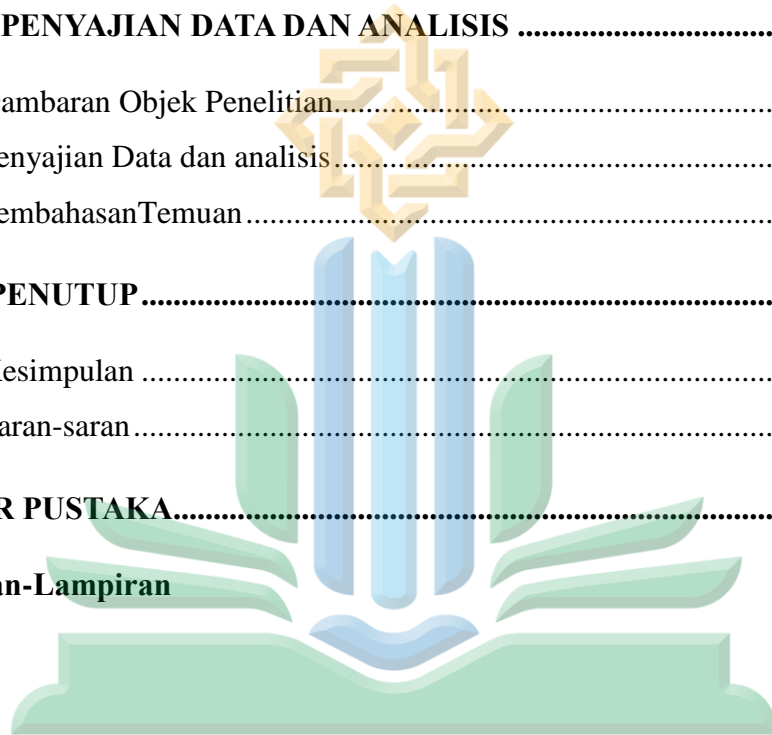 PENYAJIAN DATA DAN ANALISIS ................................
ambaran Objek Penelitian........................................................
enyajian Data dan analisis........................................................
embahasanTemuan...................................................................
PENUTUP................................................................................
esimpulan ................................................................................
aran-saran.................................................................................
R PUSTAKA...........................................................................
an-Lampiran